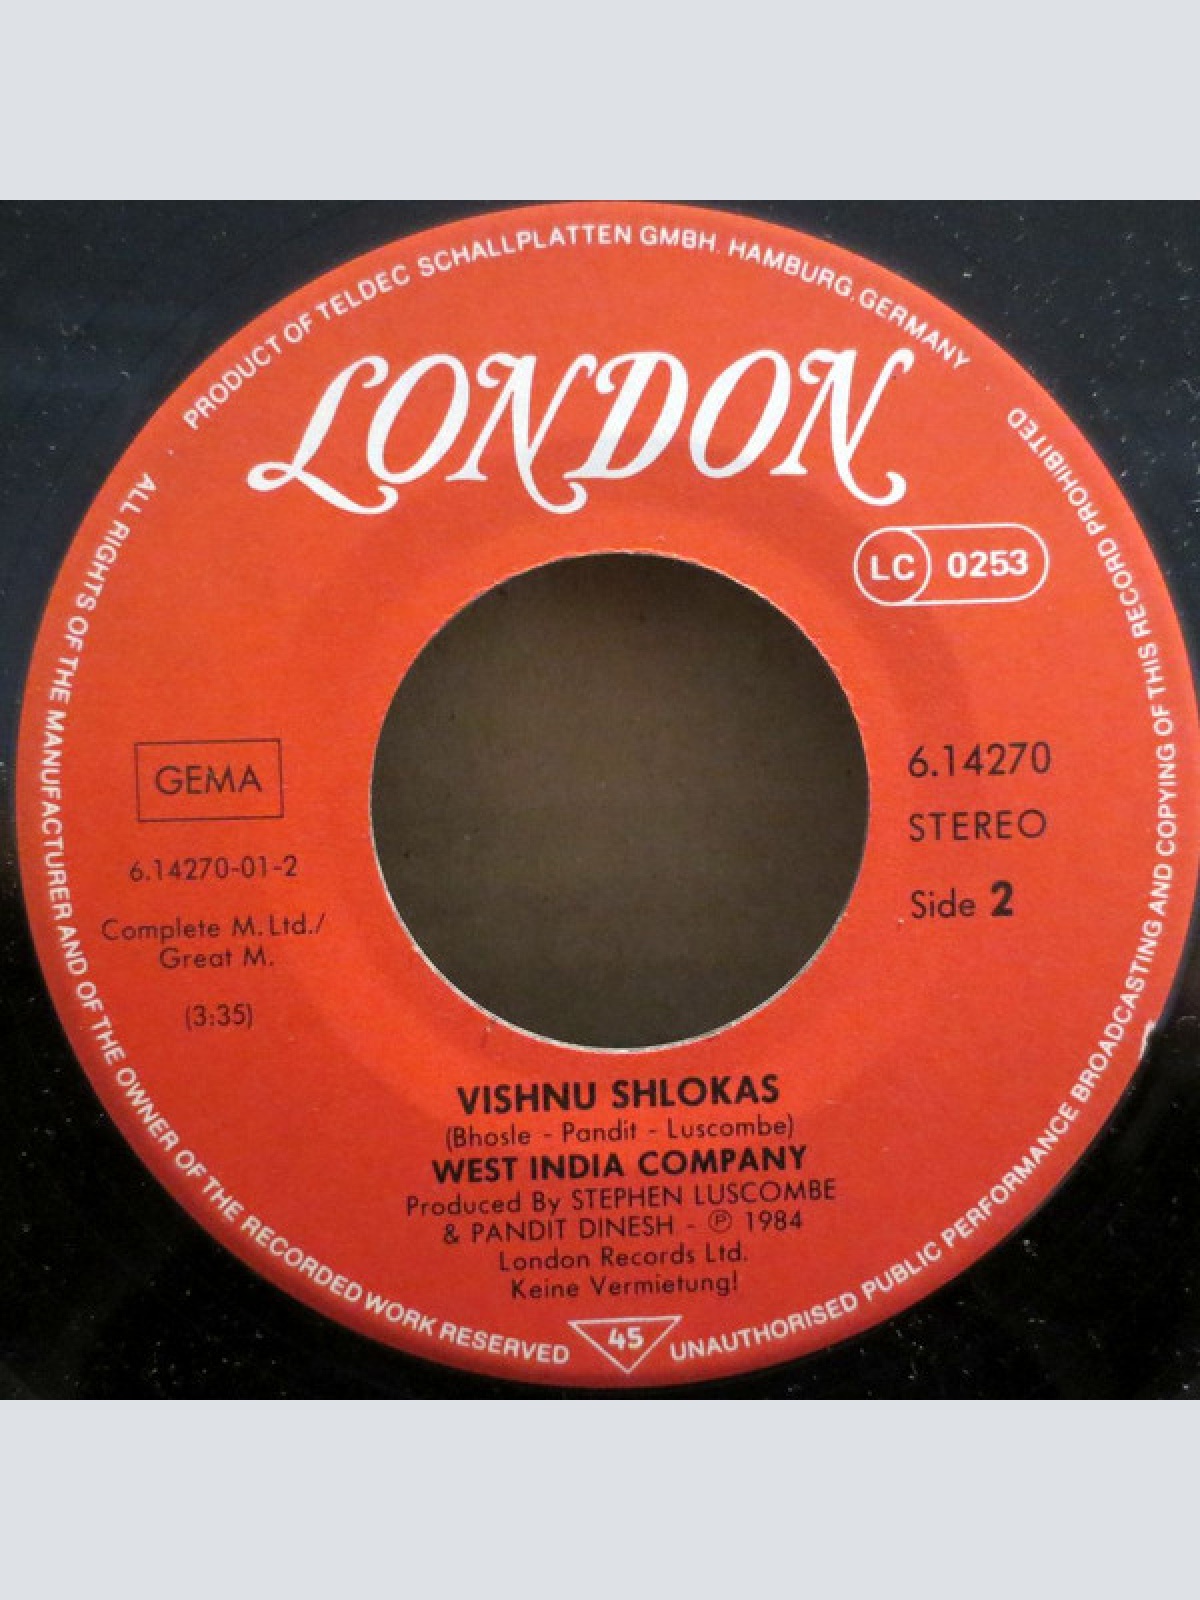 PRODUCT OF TELDEC SCHALLPLATTEN GMBH. HAMBURG, GERMANY
LONDON
LC 0253
GEMA
6.14270-01-2
Complete M. Ltd./
Great M.
(3:35)
6.14270
STEREO
Side 2
VISHNU SHLOKAS
(Bhosle - Pandit - Luscombe)
WEST INDIA COMPANY
Produced By STEPHEN LUSCOMBE
& PANDIT DINESH - ℗ 1984
London Records Ltd.
Keine Vermietung!
45
ALL RIGHTS OF THE MANUFACTURER AND OF THE OWNER OF THE RECORDED WORK RESERVED
UNAUTHORISED PUBLIC PERFORMANCE BROADCASTING AND COPYING OF THIS RECORD PROHIBITED